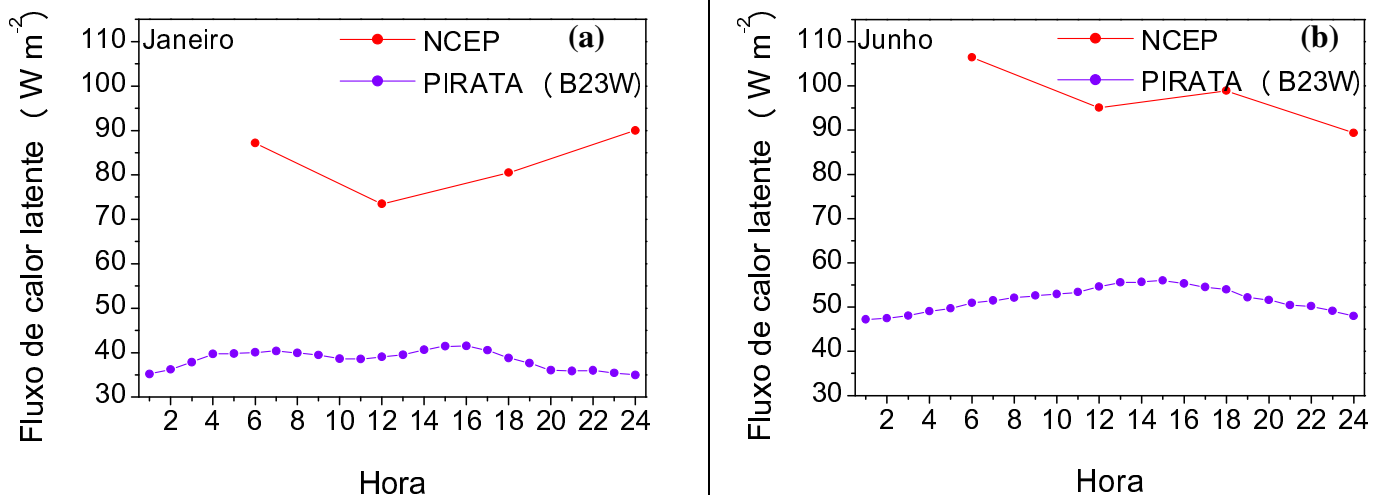 Janeiro
NCEP
(a)
PIRATA ( B23W)
Fluxo de calor latente ( W m-2)
110
100
90
80
70
60
50
40
30
2 4 6 8 10 12 14 16 18 20 22 24
Hora
Junho
NCEP
(b)
PIRATA ( B23W)
Fluxo de calor latente ( W m-2)
110
100
90
80
70
60
50
40
30
2 4 6 8 10 12 14 16 18 20 22 24
Hora